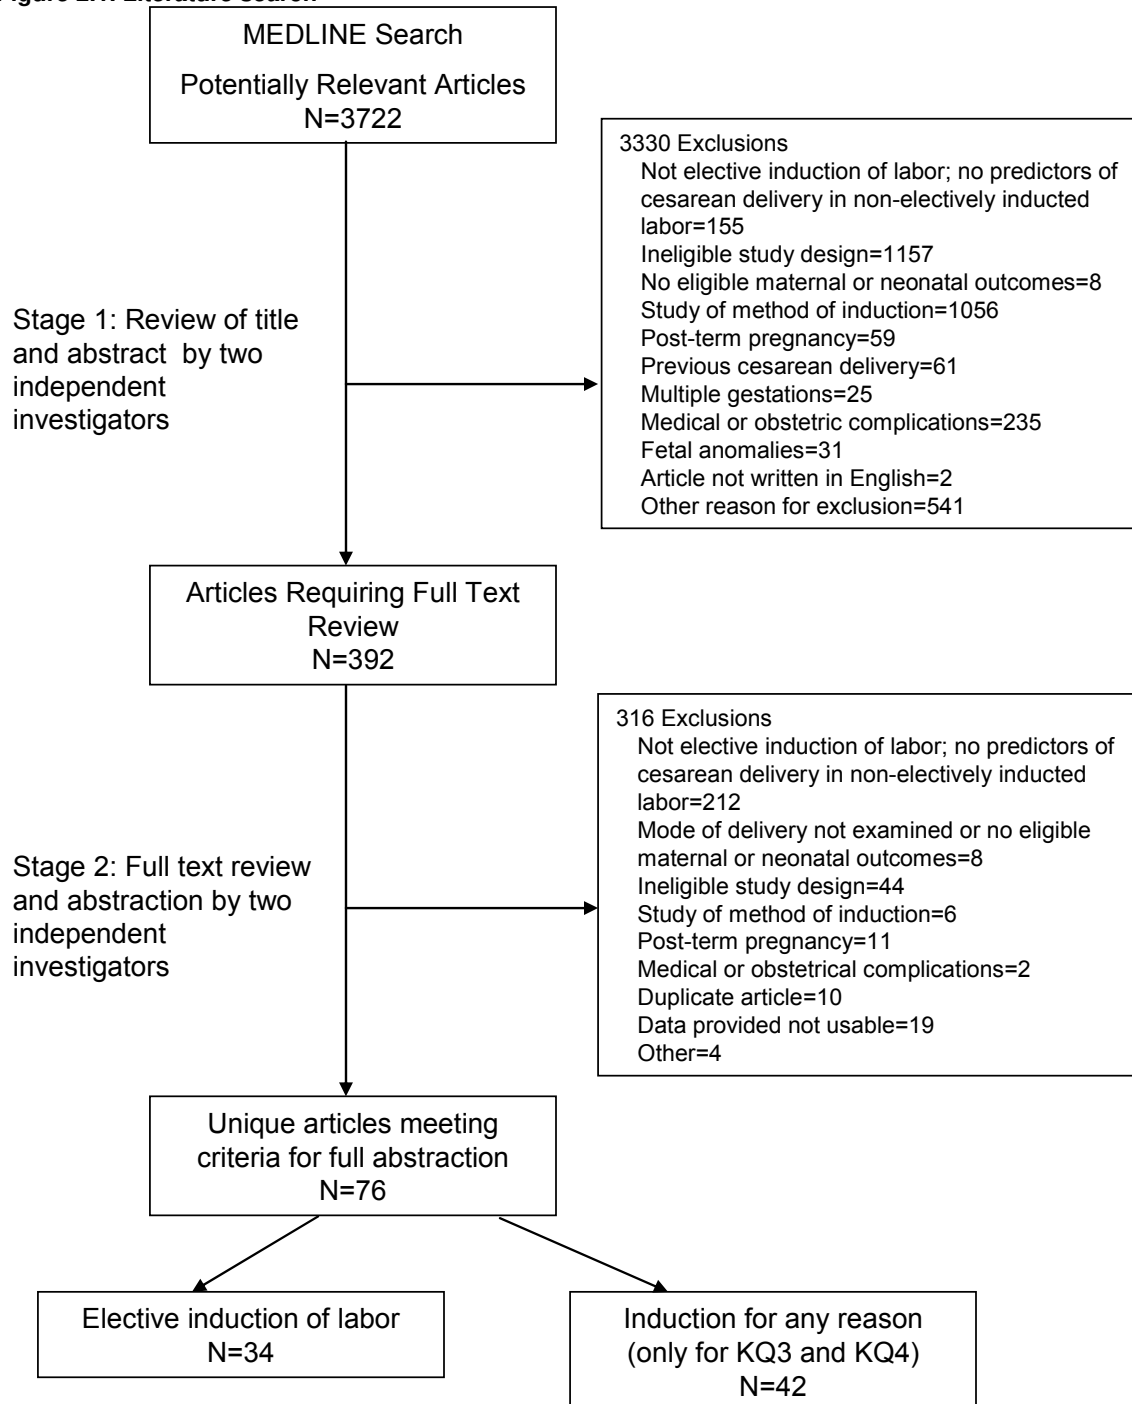 Figure 2.1. Literature search
MEDLINE Search
Potentially Relevant Articles
N=3722
3330 Exclusions
Not elective induction of labor; no predictors of
cesarean delivery in non-electively inducted
labor=155
Ineligible study design=1157
No eligible maternal or neonatal outcomes=8
Study of method of induction=1056
Post-term pregnancy=59
Previous cesarean delivery=61
Multiple gestations=25
Medical or obstetric complications=235
Fetal anomalies=31
Article not written in English=2
Other reason for exclusion=541
Stage 1: Review of title
and abstract by two
independent
investigators
Articles Requiring Full Text
Review
N=392
316 Exclusions
Not elective induction of labor; no predictors of
cesarean delivery in non-electively inducted
labor=212
Mode of delivery not examined or no eligible
maternal or neonatal outcomes=8
Ineligible study design=44
Study of method of induction=6
Post-term pregnancy=11
Medical or obstetrical complications=2
Duplicate article=10
Data provided not usable=19
Other=4
Stage 2: Full text review
and abstraction by two
independent
investigators
Unique articles meeting
criteria for full abstraction
N=76
Elective induction of labor
N=34
Induction for any reason
(only for KQ3 and KQ4)
N=42